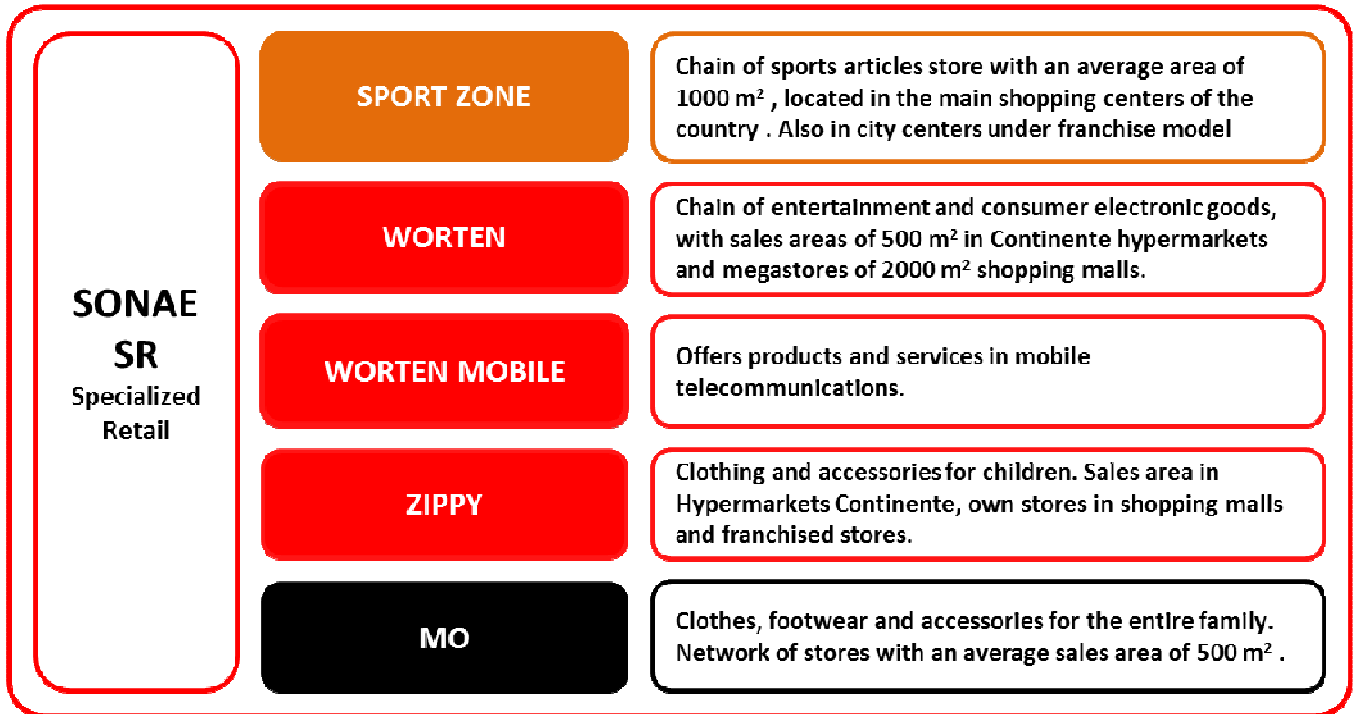 SONAE
SR
Specialized
Retail
SPORT ZONE
Chain of sports articles store with an average area of
1000 m² , located in the main shopping centers of the
country . Also in city centers under franchise model
WORTEN
Chain of entertainment and consumer electronic goods,
with sales areas of 500 m² in Continente hypermarkets
and megastores of 2000 m² shopping malls.
WORTEN MOBILE
Offers products and services in mobile
telecommunications.
ZIPPY
Clothing and accessories for children. Sales area in
Hypermarkets Continente, own stores in shopping malls
and franchised stores.
MO
Clothes, footwear and accessories for the entire family.
Network of stores with an average sales area of 500 m² .